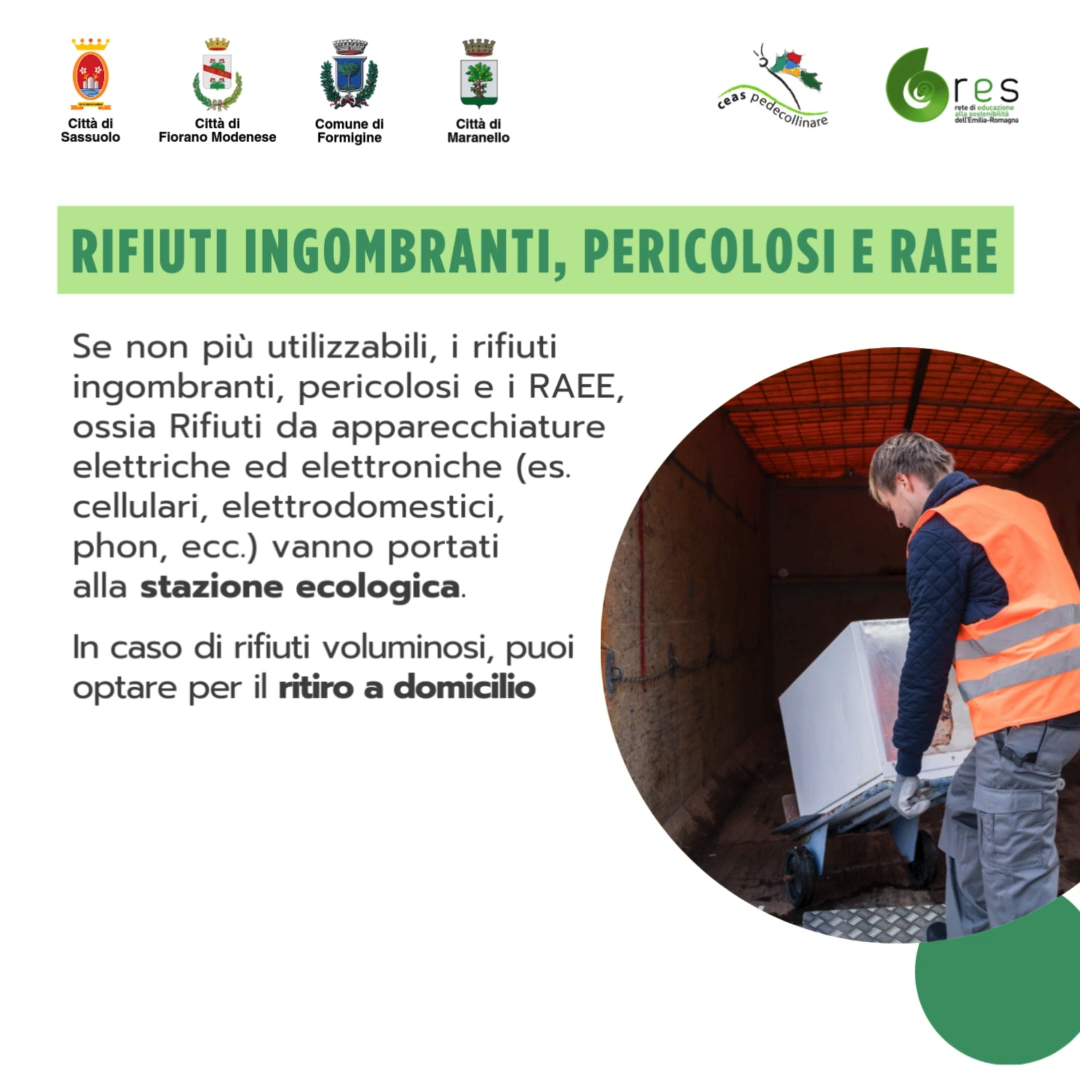 Città di
Sassuolo
Città di
Fiorano Modenese
Comune di
Formigine
Città di
Maranello
ceas pedecollinare
res
rete di educazione
alla sostenibilità
dell'Emilia-Romagna
RIFIUTI INGOMBRANTI, PERICOLOSI E RAEE
Se non più utilizzabili, i rifiuti
ingombranti, pericolosi e i RAEE,
ossia Rifiuti da apparecchiature
elettriche ed elettroniche (es.
cellulari, elettrodomestici,
phon, ecc.) vanno portati
alla stazione ecologica.
In caso di rifiuti voluminosi, puoi
optare per il ritiro a domicilio